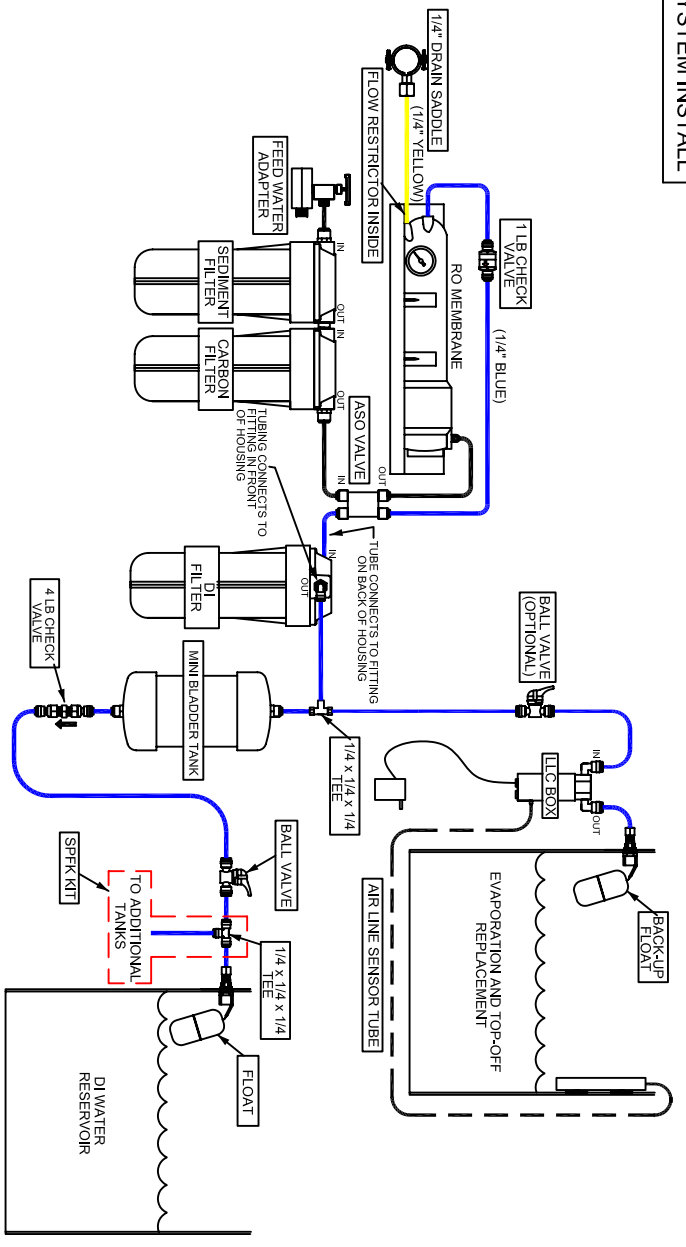 SYSTEM INSTALL
1/4" DRAIN SADDLE
(1/4" YELLOW)
FLOW RESTRICTOR INSIDE
1 LB CHECK
VALVE
(1/4" BLUE)
RO MEMBRANE
FEED WATER
ADAPTER
IN
OUT
SEDIMENT
FILTER
IN
OUT
CARBON
FILTER
ASO VALVE
IN
OUT
TUBING CONNECTS TO
FITTING IN FRONT
OF HOUSING
TUBE CONNECTS TO FITTING
ON BACK OF HOUSING
IN
OUT
DI
FILTER
BALL VALVE
(OPTIONAL)
IN
OUT
LLC BOX
BACK-UP
FLOAT
EVAPORATION AND TOP-OFF
REPLACEMENT
AIR LINE SENSOR TUBE
1/4 x 1/4 x 1/4
TEE
MINI BLADDER TANK
4 LB CHECK
VALVE
BALL VALVE
1/4 x 1/4 x 1/4
TEE
SPFK KIT
TO ADDITIONAL
TANKS
FLOAT
DI WATER
RESERVOIR